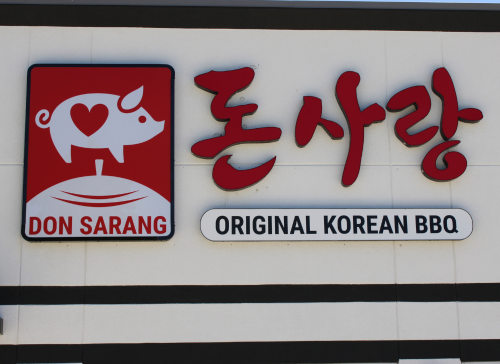 돈사랑
DON SARANG
ORIGINAL KOREAN BBQ